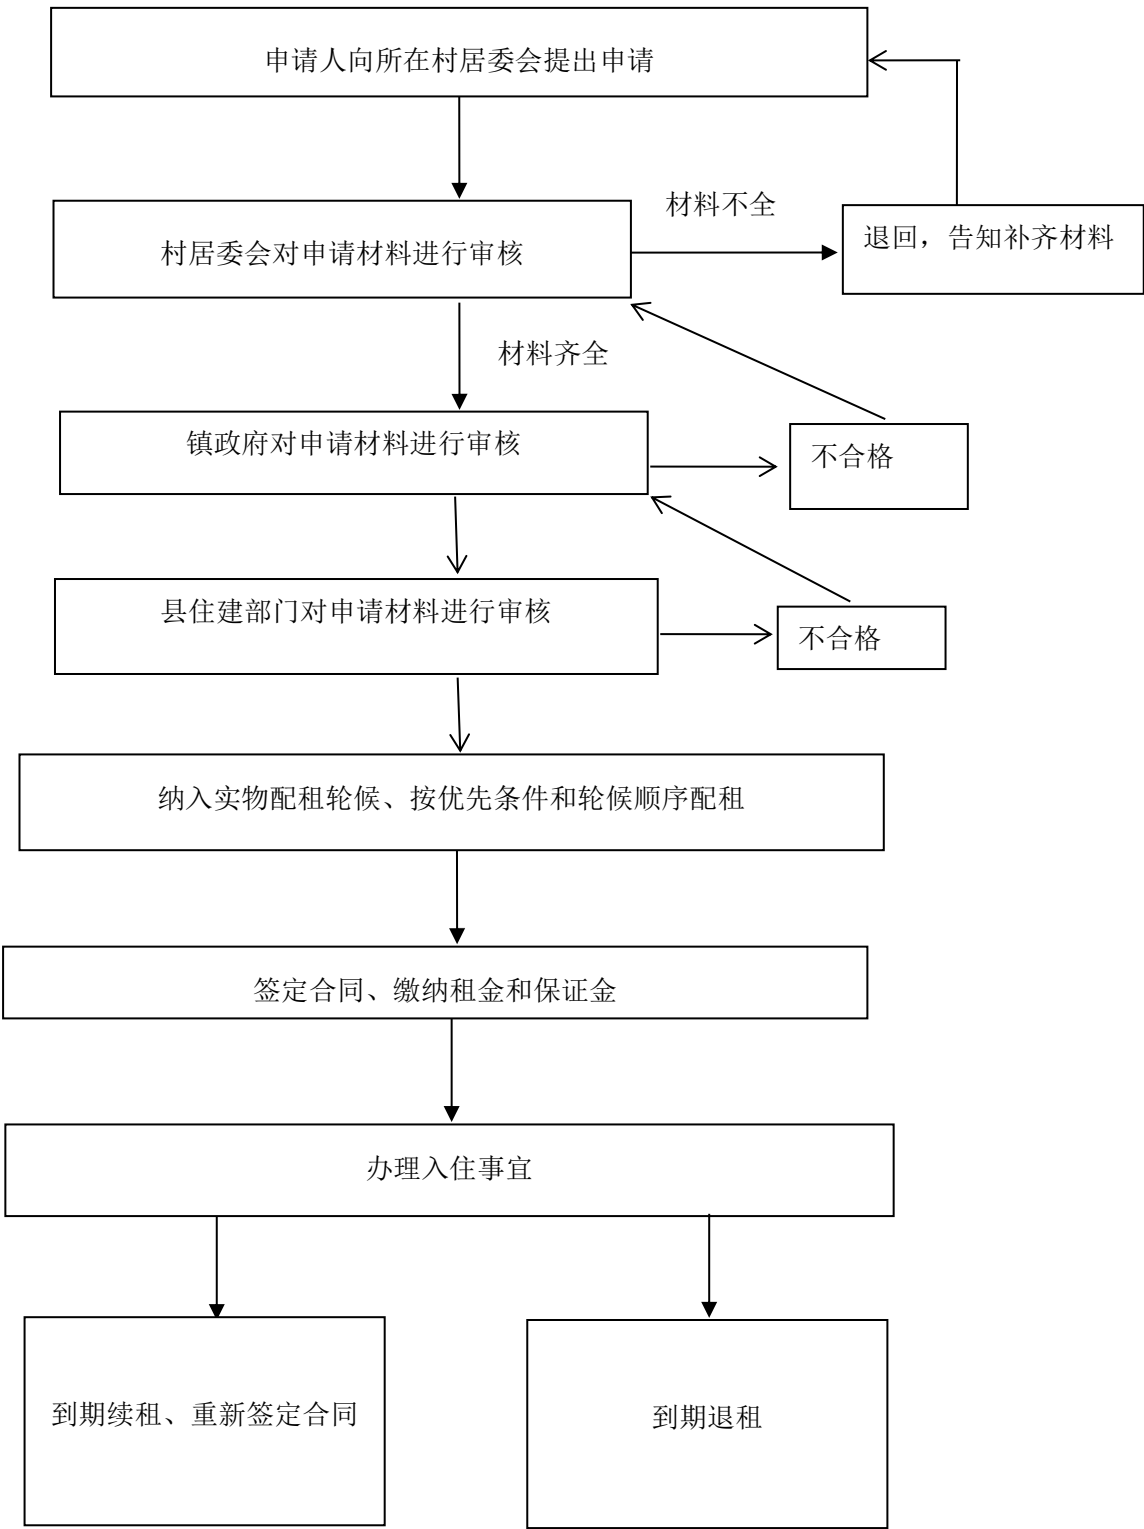 申请人向所在村居委会提出申请
材料不全
退回，告知补齐材料
村居委会对申请材料进行审核
材料齐全
镇政府对申请材料进行审核
不合格
县住建部门对申请材料进行审核
不合格
纳入实物配租轮候、按优先条件和轮候顺序配租
签定合同、缴纳租金和保证金
办理入住事宜
到期续租、重新签定合同
到期退租